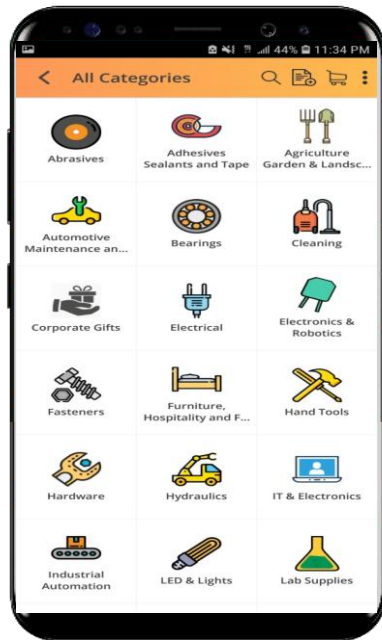 44% 11:34 PM
All Categories
Abrasives
Adhesives
Sealants and Tape
Agriculture
Garden & Landsc...
Automotive
Maintenance an...
Bearings
Cleaning
Corporate Gifts
Electrical
Electronics &
Robotics
Fasteners
Furniture,
Hospitality and F...
Hand Tools
Hardware
Hydraulics
IT & Electronics
Industrial
Automation
LED & Lights
Lab Supplies